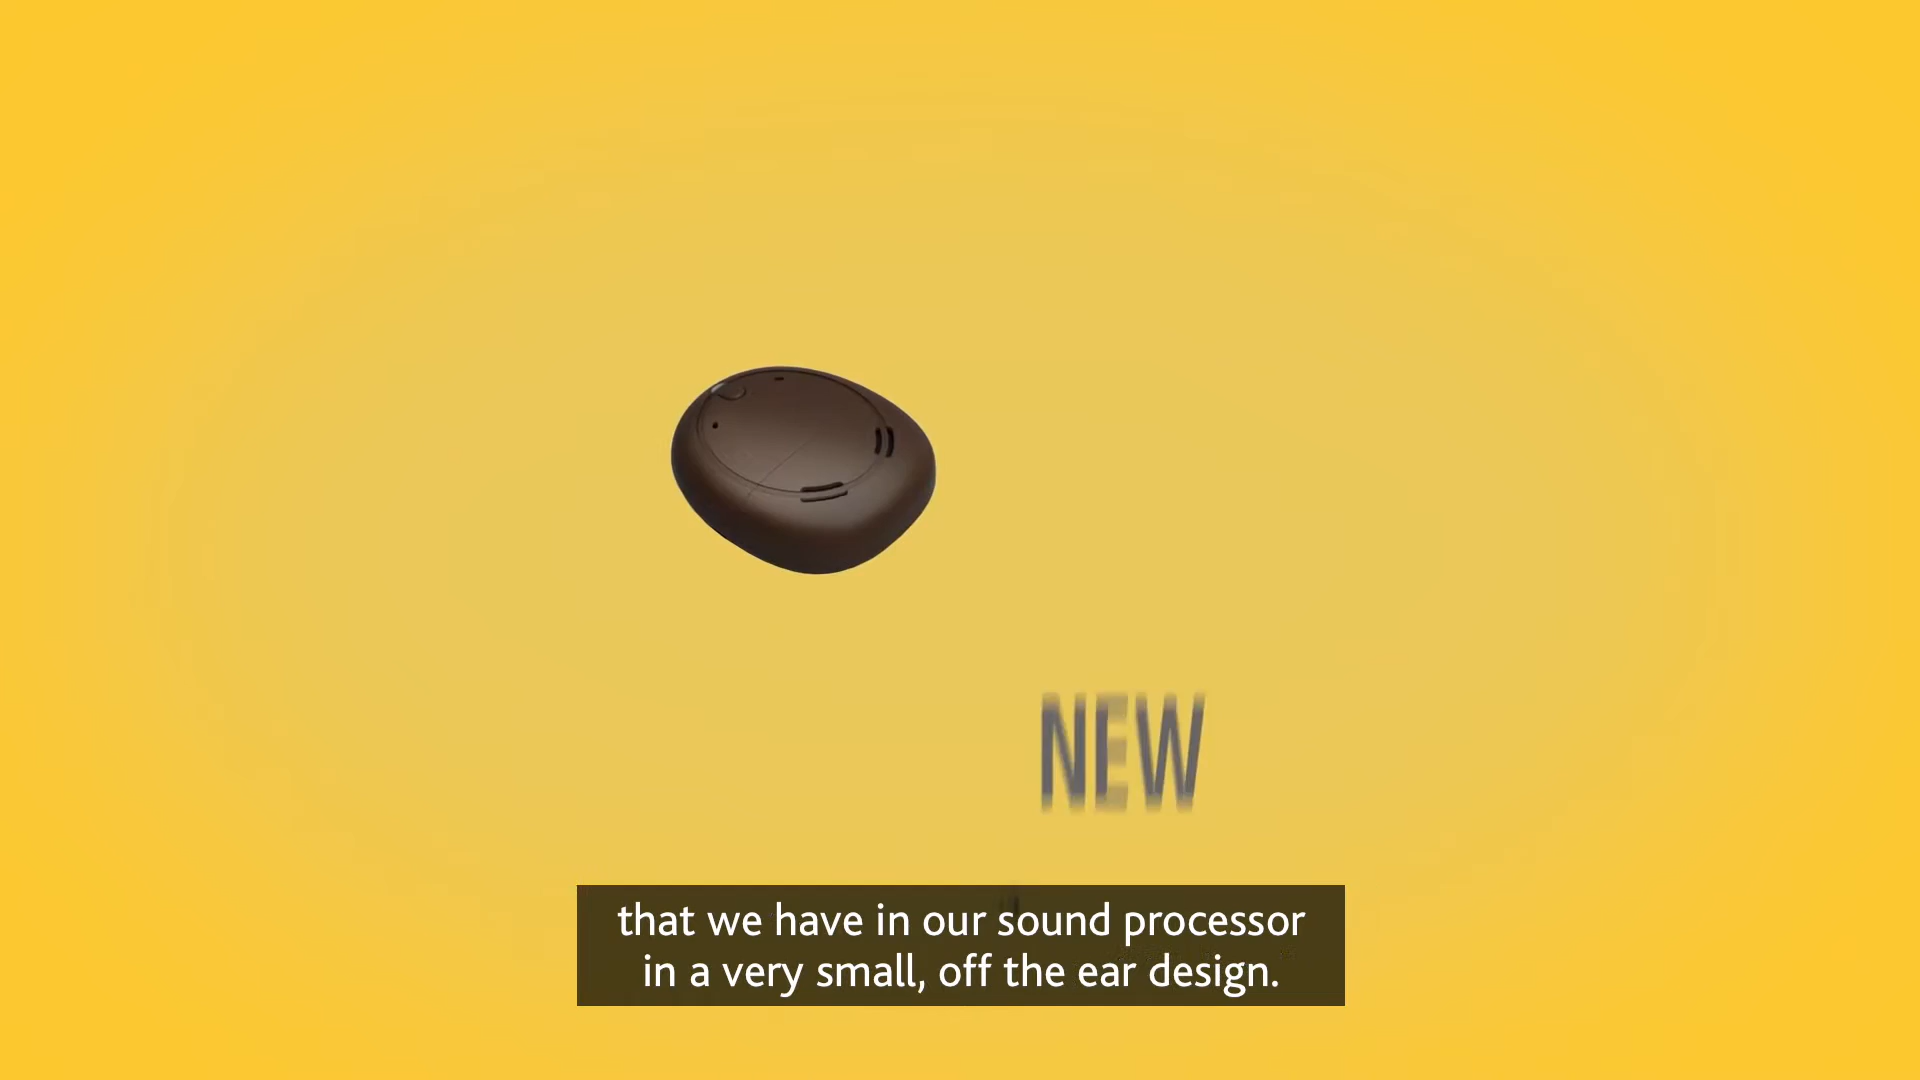 NEW
that we have in our sound processor
in a very small, off the ear design.